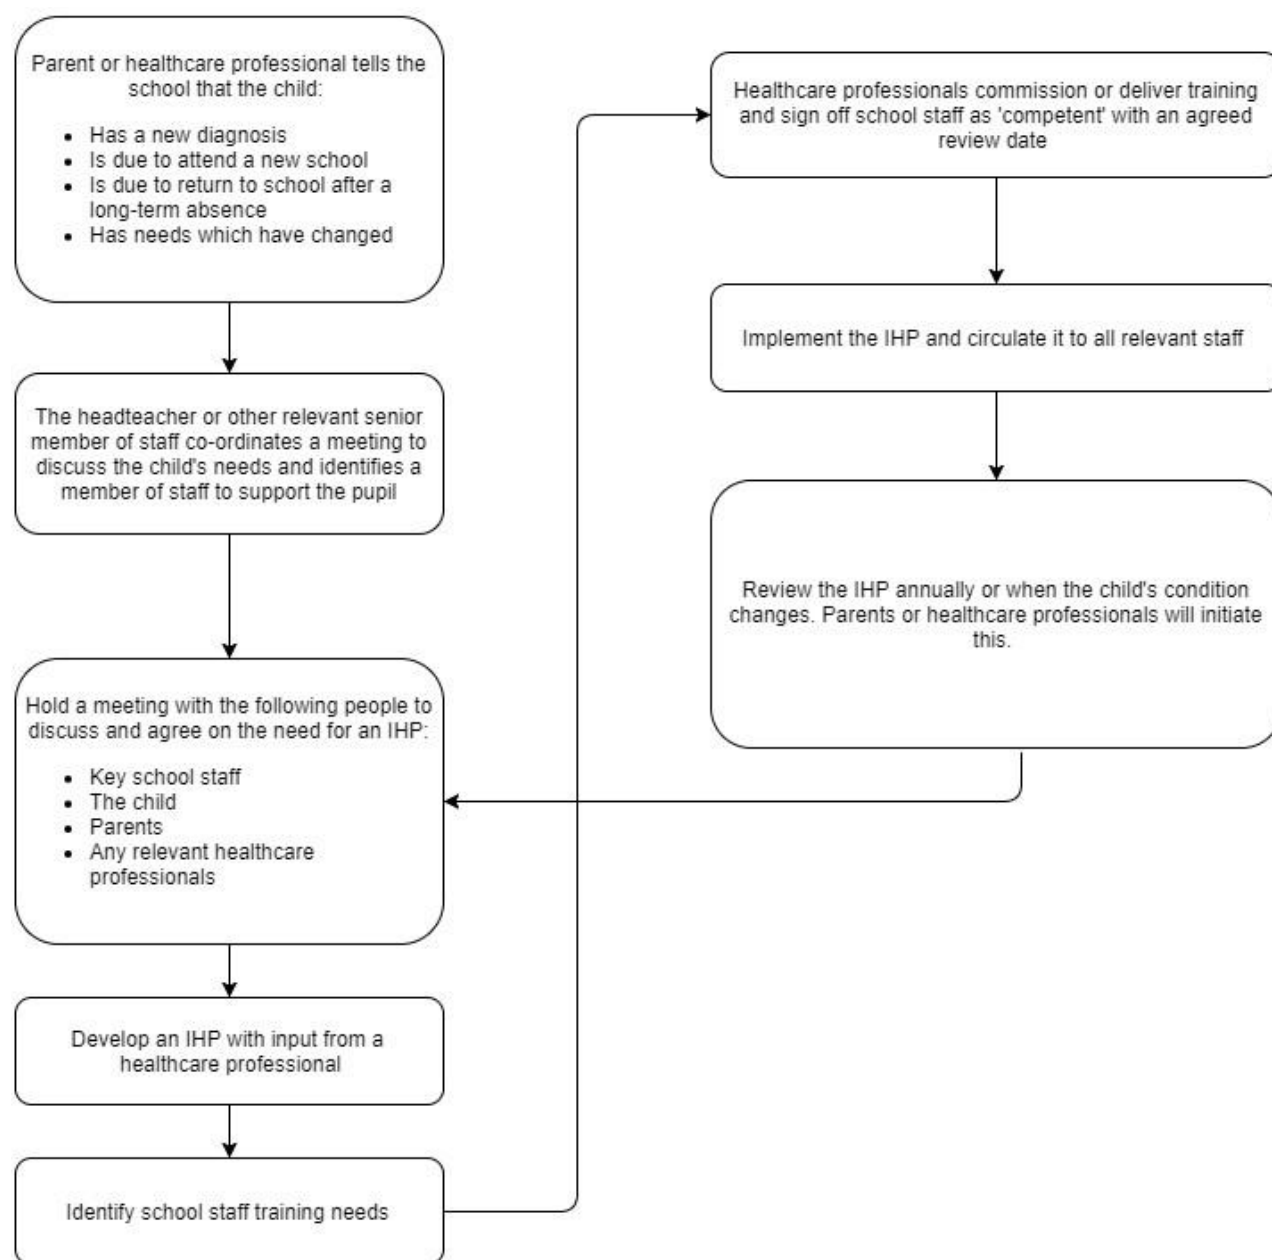 Parent or healthcare professional tells the
school that the child:
• Has a new diagnosis
• Is due to attend a new school
• Is due to return to school after a
long-term absence
• Has needs which have changed
The headteacher or other relevant senior
member of staff co-ordinates a meeting to
discuss the child's needs and identifies a
member of staff to support the pupil
Hold a meeting with the following people to
discuss and agree on the need for an IHP:
• Key school staff
• The child
• Parents
• Any relevant healthcare
professionals
Develop an IHP with input from a
healthcare professional
Identify school staff training needs
Healthcare professionals commission or deliver training
and sign off school staff as 'competent' with an agreed
review date
Implement the IHP and circulate it to all relevant staff
Review the IHP annually or when the child's condition
changes. Parents or healthcare professionals will initiate
this.